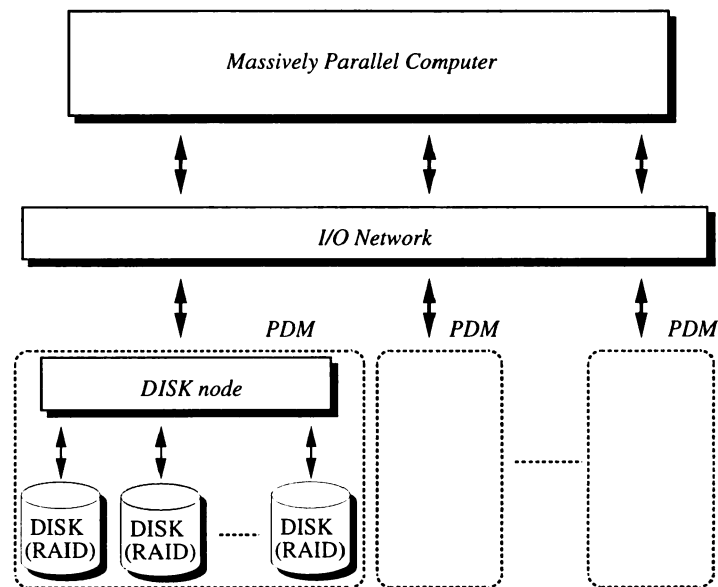 Massively Parallel Computer
I/O Network
PDM
PDM
PDM
DISK node
DISK
(RAID)
DISK
(RAID)
DISK
(RAID)